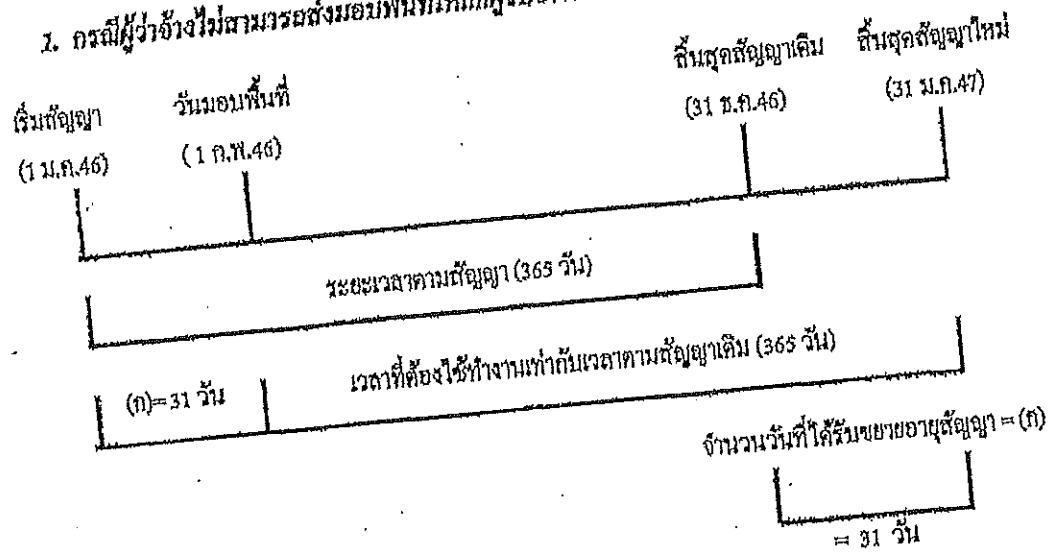 1. กรณีผู้ว่าจ้างไม่สามารถส่งมอบพื้นที่
เริ่มสัญญา วันมอบพื้นที่ สิ้นสุดสัญญาเดิม สิ้นสุดสัญญาใหม่
(1 ม.ค.46) (1 ก.พ.46) (31 ธ.ค.46) (31 ม.ค.47)
ระยะเวลาตามสัญญา (365 วัน)
(ก)=31 วัน เวลาที่ต้องใช้ทำงานเท่ากับเวลาตามสัญญาเดิม (365 วัน)
จำนวนวันที่ได้รับขยายอายุสัญญา = (ก)
= 31 วัน